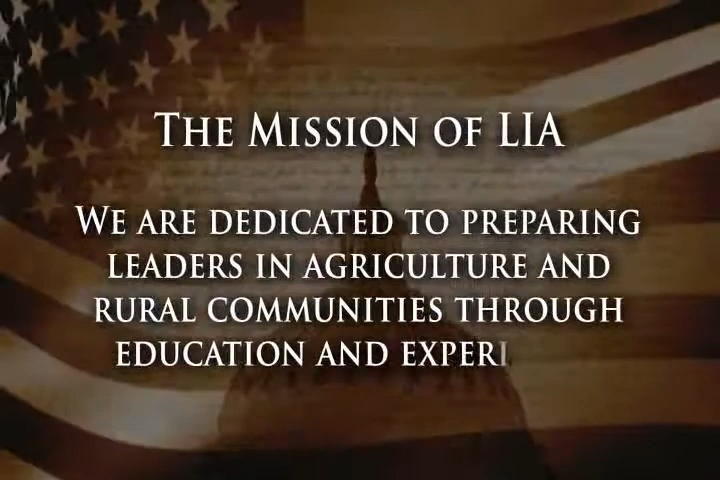 THE MISSION OF LIA
WE ARE DEDICATED TO PREPARING
LEADERS IN AGRICULTURE AND
RURAL COMMUNITIES THROUGH
EDUCATION AND EXPERI